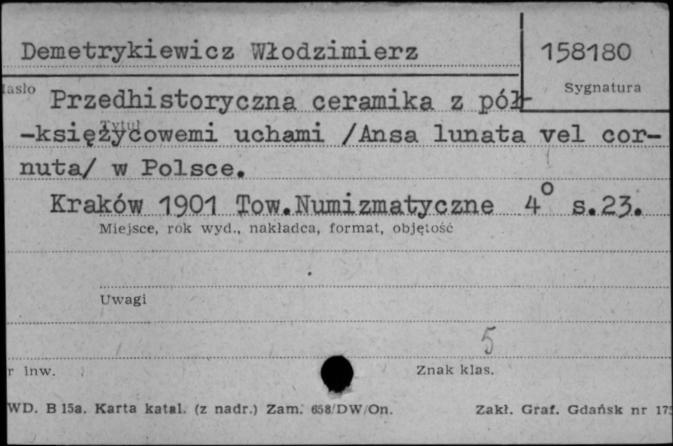 Demetrykiewicz Włodzimierz 158180
Sygnatura
Przedhistoryczna ceramika z pół-
Tytuł
-księżycowemi uchami /Ansa lunata vel cor-
nuta/ w Polsce.
Kraków 1901 Tow.Numizmatyczne 4° s.23.
Miejsce, rok wyd., nakładca, format, objętość
Uwagi
5
r inw. Znak klas.
WD. B 15a. Karta katal. (z nadr.) Zam. 658/DW/On. Zakł. Graf. Gdańsk nr